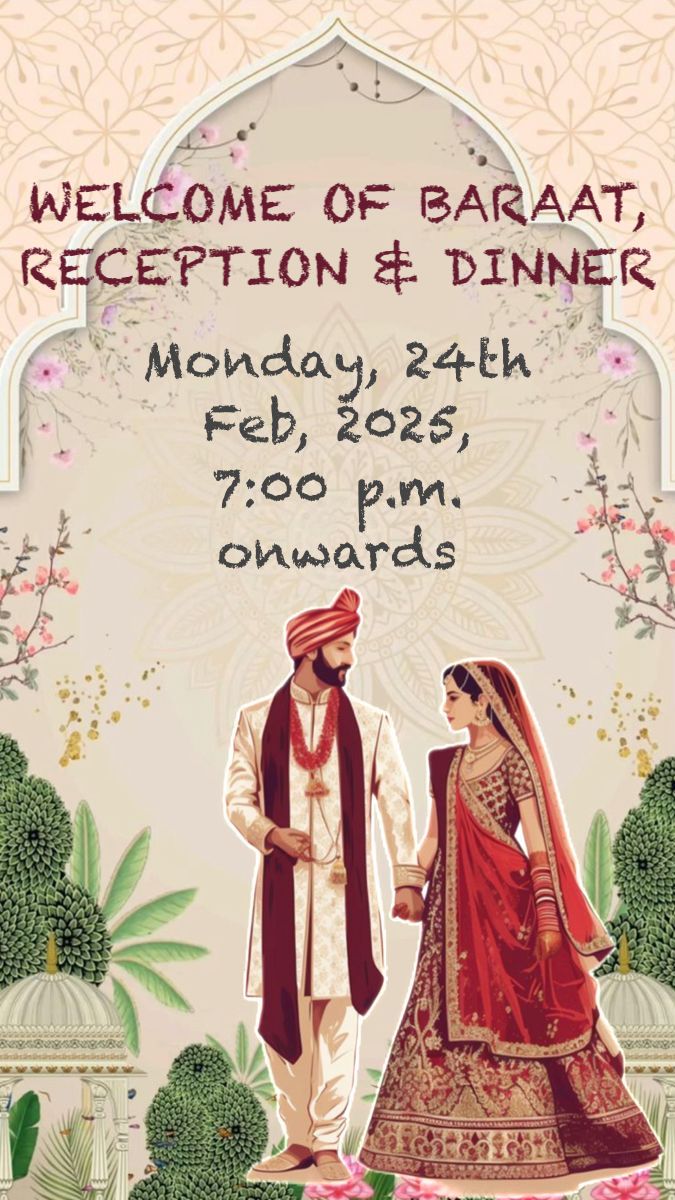 WELCOME OF BARAAT,
RECEPTION & DINNER
Monday, 24th
Feb, 2025,
7:00 p.m.
onwards